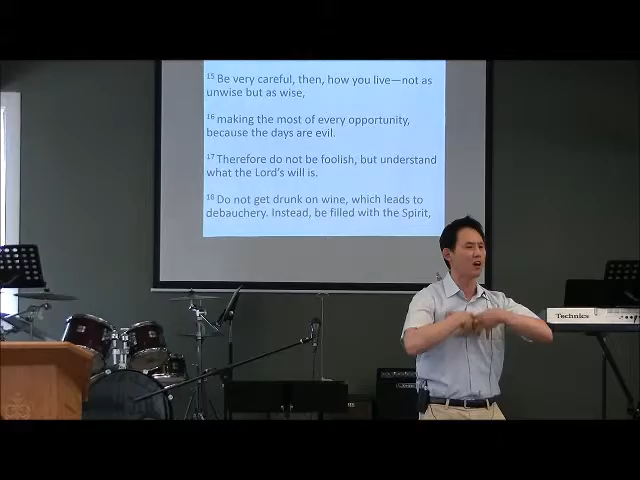 15 Be very careful, then, how you live—not as
unwise but as wise,
16 making the most of every opportunity,
because the days are evil.
17 Therefore do not be foolish, but understand
what the Lord's will is.
18 Do not get drunk on wine, which leads to
debauchery. Instead, be filled with the Spirit,
Technics